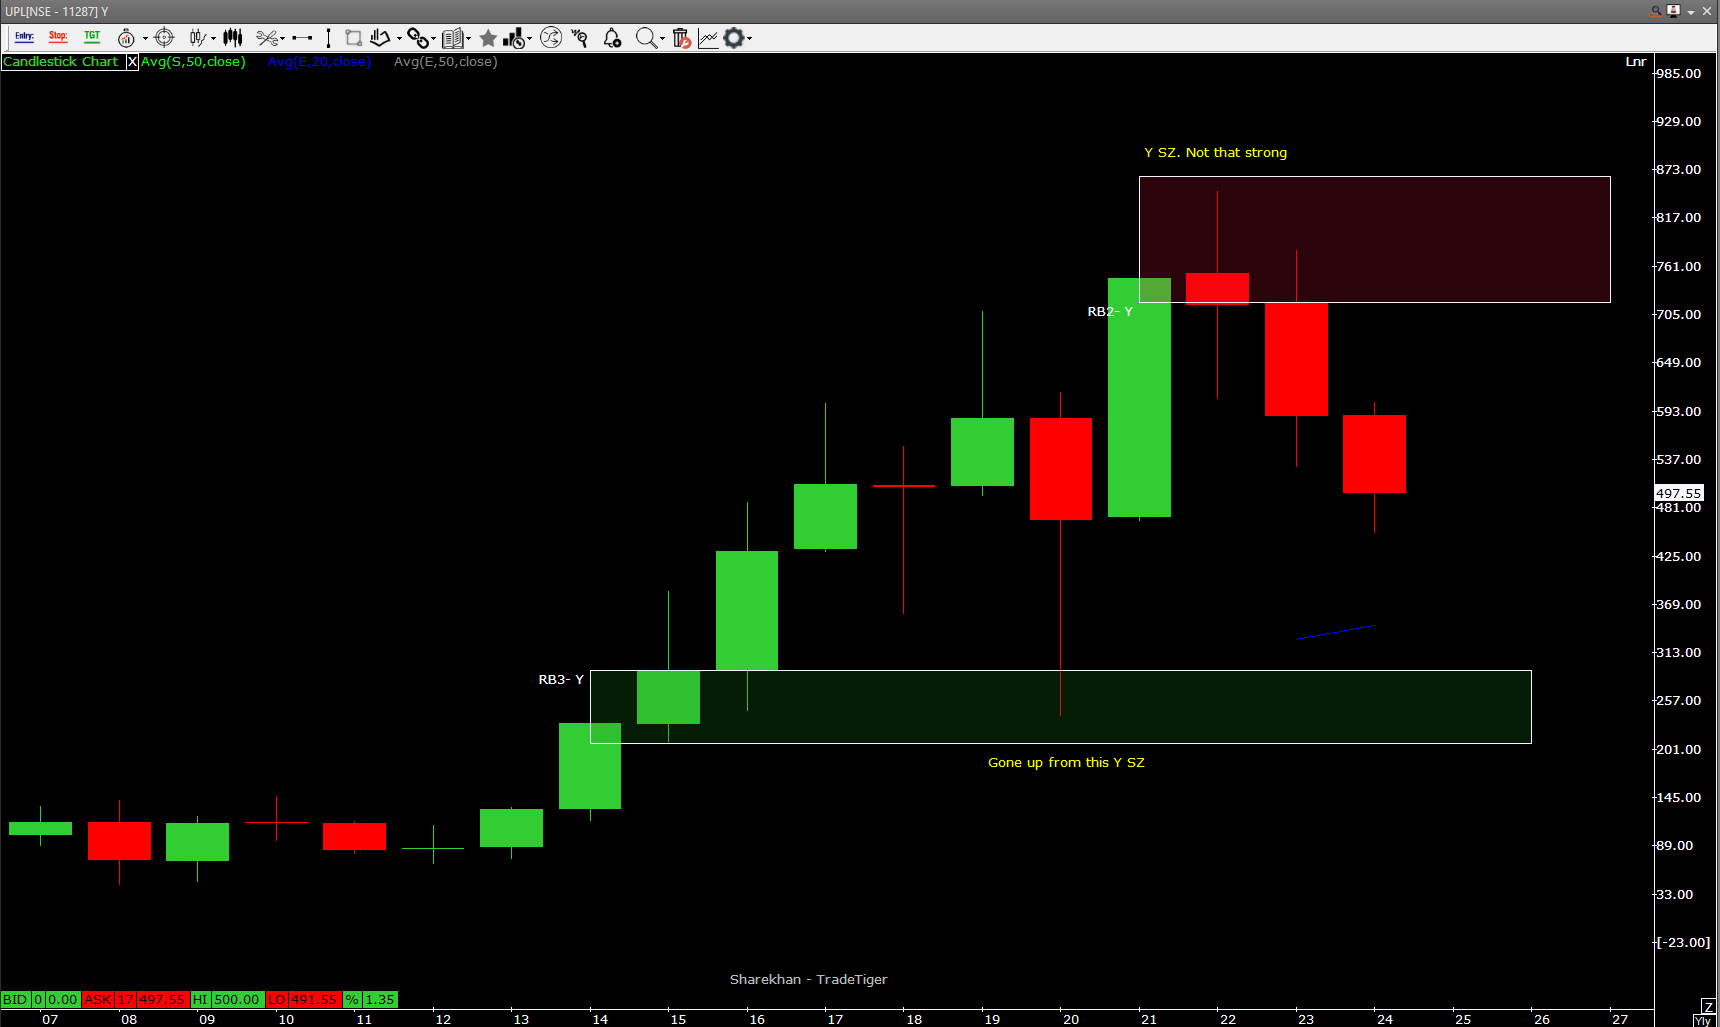 UPL[NSE - 11287] Y
Entry: Stop: TGT
Candlestick Chart X Avg(S,50,close) Avg(E,20,close) Avg(E,50,close)
Lnr
985.00
929.00
Y SZ. Not that strong
873.00
817.00
761.00
RB2- Y
705.00
649.00
593.00
537.00
497.55
481.00
425.00
369.00
313.00
RB3- Y
257.00
201.00
Gone up from this Y SZ
145.00
89.00
33.00
[-23.00]
Sharekhan - TradeTiger
BID 0 0.00 ASK 17 497.55 HI 500.00 LO 491.55 % 1.35
Z
07 08 09 10 11 12 13 14 15 16 17 18 19 20 21 22 23 24 25 26 27
Yly